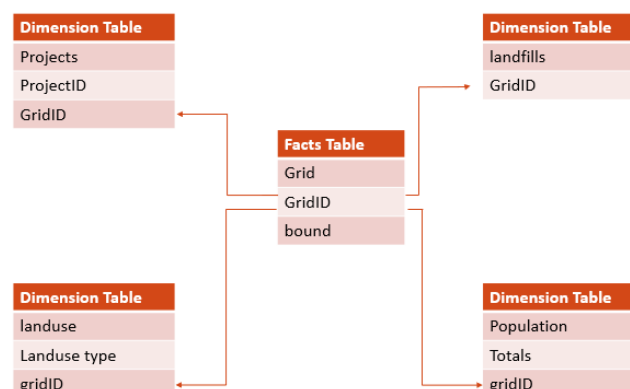 Dimension Table
Projects
ProjectID
GridID
Dimension Table
landfills
GridID
Facts Table
Grid
GridID
bound
Dimension Table
landuse
Landuse type
gridID
Dimension Table
Population
Totals
gridID